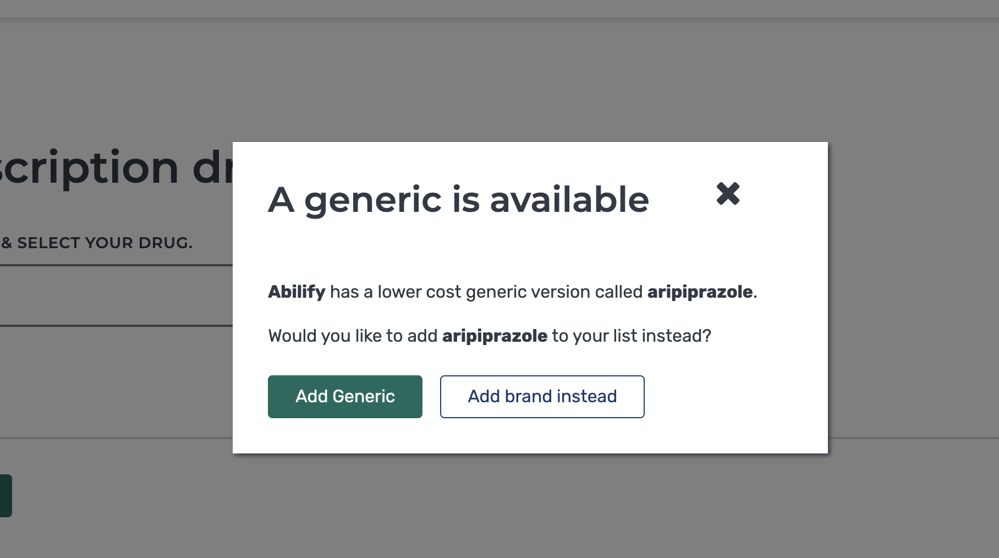 scription dr
& SELECT YOUR DRUG.
A generic is available
Abilify has a lower cost generic version called aripiprazole.
Would you like to add aripiprazole to your list instead?
Add Generic
Add brand instead